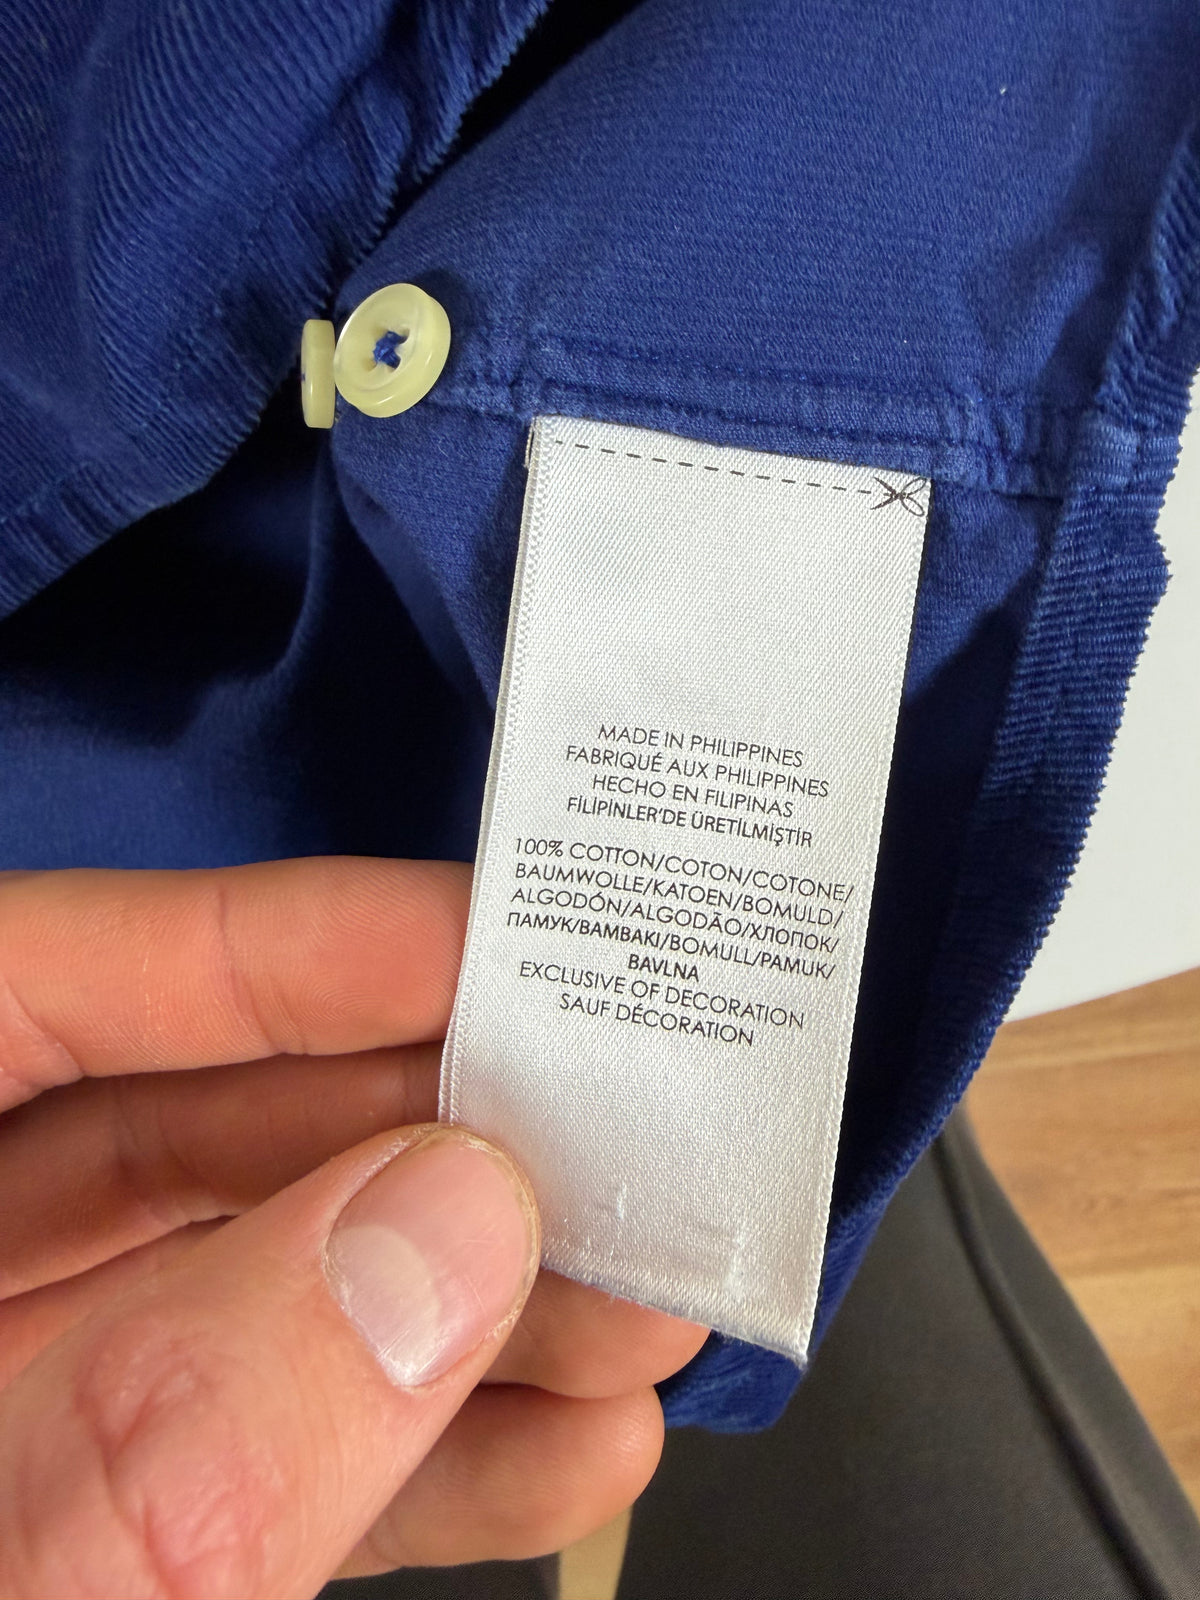 MADE IN PHILIPPINES
FABRIQUÉ AUX PHILIPPINES
HECHO EN FILIPINAS
FİLİPİNLER'DE ÜRETİLMİŞTİR
100% COTTON/COTON/COTONE/
BAUMWOLLE/KATOEN/BOMULD/
ALGODÓN/ALGODÃO/ХЛОПОК/
ПАМУК/BAMBAKI/BOMULL/PAMUK/
BAVLNA
EXCLUSIVE OF DECORATION
SAUF DÉCORATION